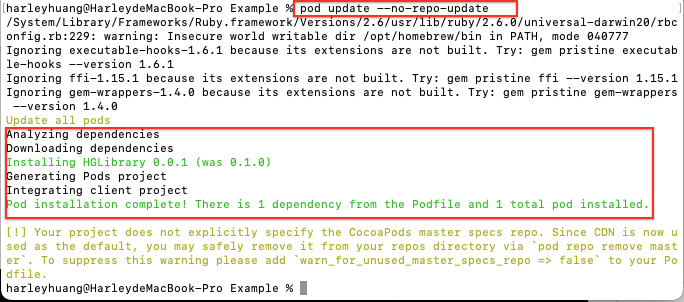 [harleyhuang@HarleydeMacBook-Pro Example % pod update --no-repo-update ]
/System/Library/Frameworks/Ruby.framework/Versions/2.6/usr/lib/ruby/2.6.0/universal-darwin20/rbc
onfig.rb:229: warning: Insecure world writable dir /opt/homebrew/bin in PATH, mode 040777
Ignoring executable-hooks-1.6.1 because its extensions are not built. Try: gem pristine executab
le-hooks --version 1.6.1
Ignoring ffi-1.15.1 because its extensions are not built. Try: gem pristine ffi --version 1.15.1
Ignoring gem-wrappers-1.4.0 because its extensions are not built. Try: gem pristine gem-wrappers
 --version 1.4.0
Update all pods
Analyzing dependencies
Downloading dependencies
Installing HGLibrary 0.0.1 (was 0.1.0)
Generating Pods project
Integrating client project
Pod installation complete! There is 1 dependency from the Podfile and 1 total pod installed.
[!] Your project does not explicitly specify the CocoaPods master specs repo. Since CDN is now u
sed as the default, you may safely remove it from your repos directory via `pod repo remove mast
er`. To suppress this warning please add `warn_for_unused_master_specs_repo => false` to your Po
dfile.
harleyhuang@HarleydeMacBook-Pro Example %